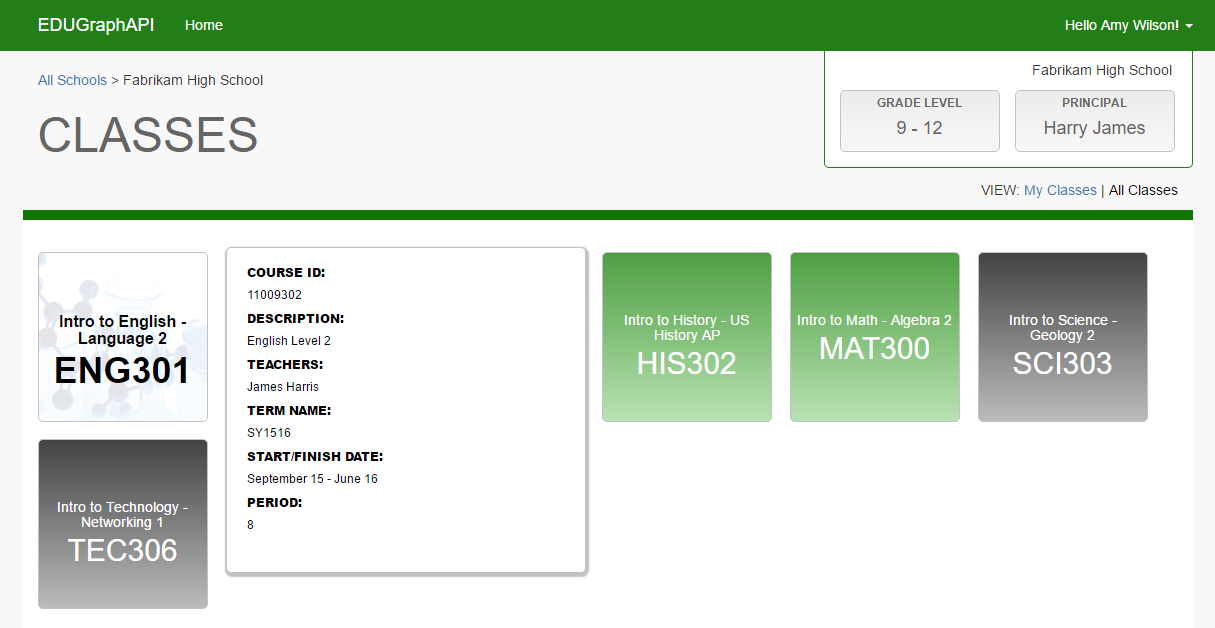 EDUGraphAPI Home Hello Amy Wilson!
All Schools > Fabrikam High School
CLASSES
Fabrikam High School
GRADE LEVEL
9 - 12
PRINCIPAL
Harry James
VIEW: My Classes | All Classes
Intro to English -
Language 2
ENG301
COURSE ID:
11009302
DESCRIPTION:
English Level 2
TEACHERS:
James Harris
TERM NAME:
SY1516
START/FINISH DATE:
September 15 - June 16
PERIOD:
8
Intro to History - US
History AP
HIS302
Intro to Math - Algebra 2
MAT300
Intro to Science -
Geology 2
SCI303
Intro to Technology -
Networking 1
TEC306